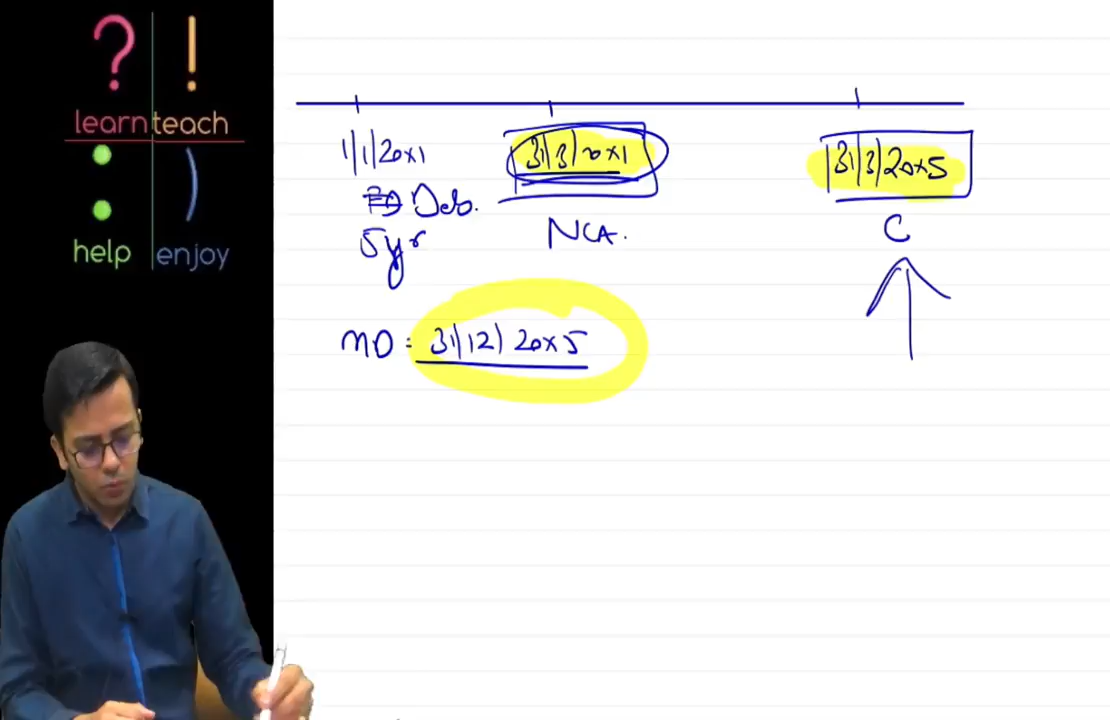 ? !
learn teach
help enjoy
1/1/20x1
31/3/20x1
31/3/20x5
Deb.
5yr
NCA.
C
MD = 31/12/20x5